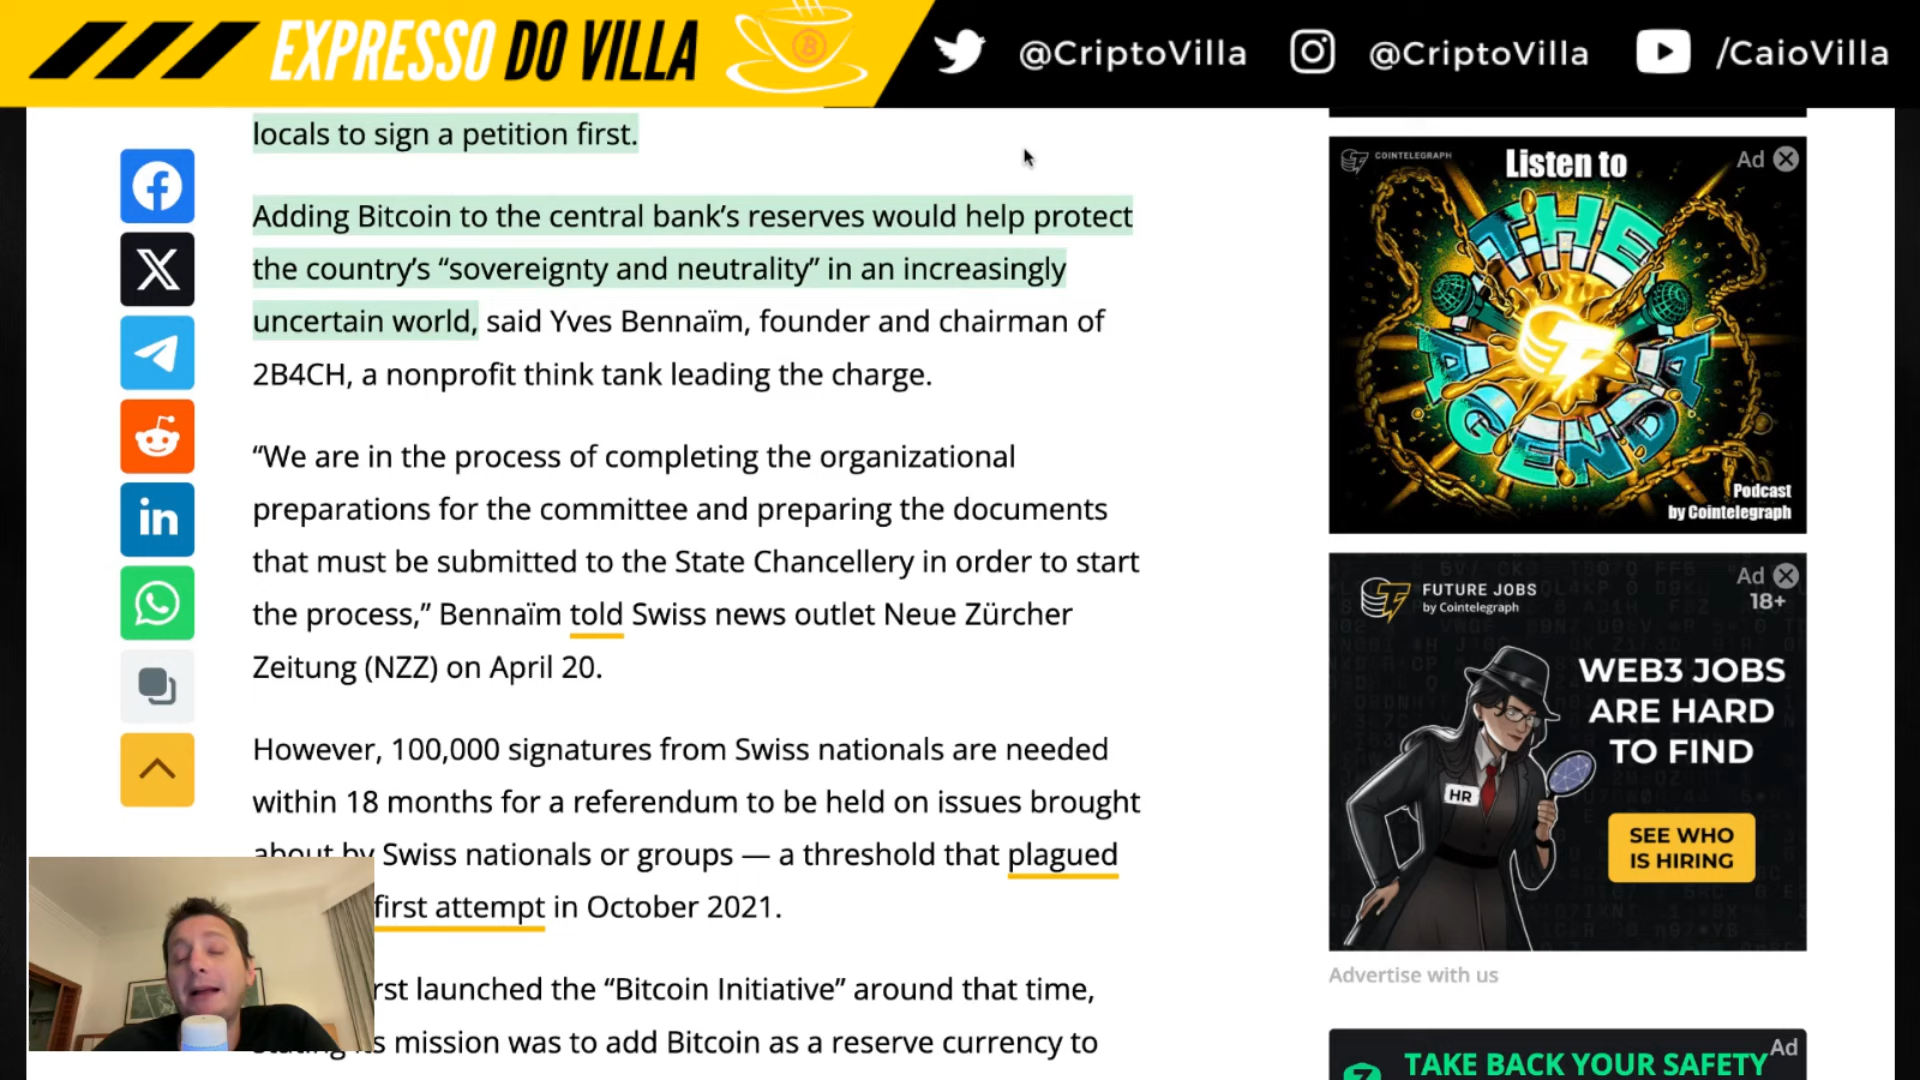 EXPRESSO DO VILLA
@CriptoVilla
@CriptoVilla
/CaioVilla
locals to sign a petition first.
Adding Bitcoin to the central bank’s reserves would help protect
the country’s “sovereignty and neutrality” in an increasingly
uncertain world, said Yves Bennaïm, founder and chairman of
2B4CH, a nonprofit think tank leading the charge.
“We are in the process of completing the organizational
preparations for the committee and preparing the documents
that must be submitted to the State Chancellery in order to start
the process,” Bennaïm told Swiss news outlet Neue Zürcher
Zeitung (NZZ) on April 20.
However, 100,000 signatures from Swiss nationals are needed
within 18 months for a referendum to be held on issues brought
about by Swiss nationals or groups — a threshold that plagued
first attempt in October 2021.
rst launched the “Bitcoin Initiative” around that time,
mission was to add Bitcoin as a reserve currency to
COINTELEGRAPH
Listen to
Ad
THE
AGENDA
Podcast
by Cointelegraph
FUTURE JOBS
by Cointelegraph
Ad
18+
WEB3 JOBS
ARE HARD
TO FIND
HR
SEE WHO
IS HIRING
Advertise with us
Ad
TAKE BACK YOUR SAFETY